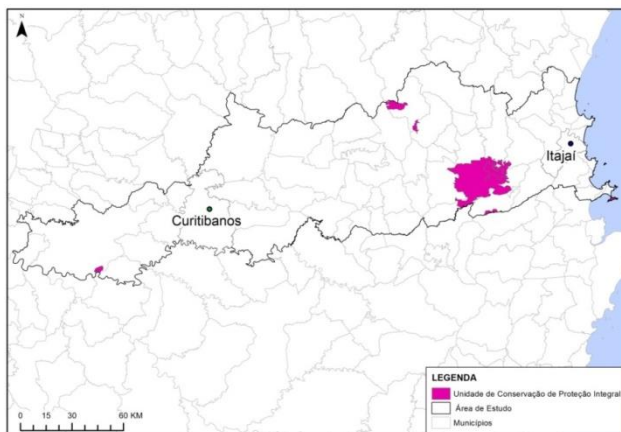 N
Itajaí
Curitibanos
LEGENDA
Unidade de Conservação de Proteção Integral
Área de Estudo
Municípios
0 15 30 60 KM